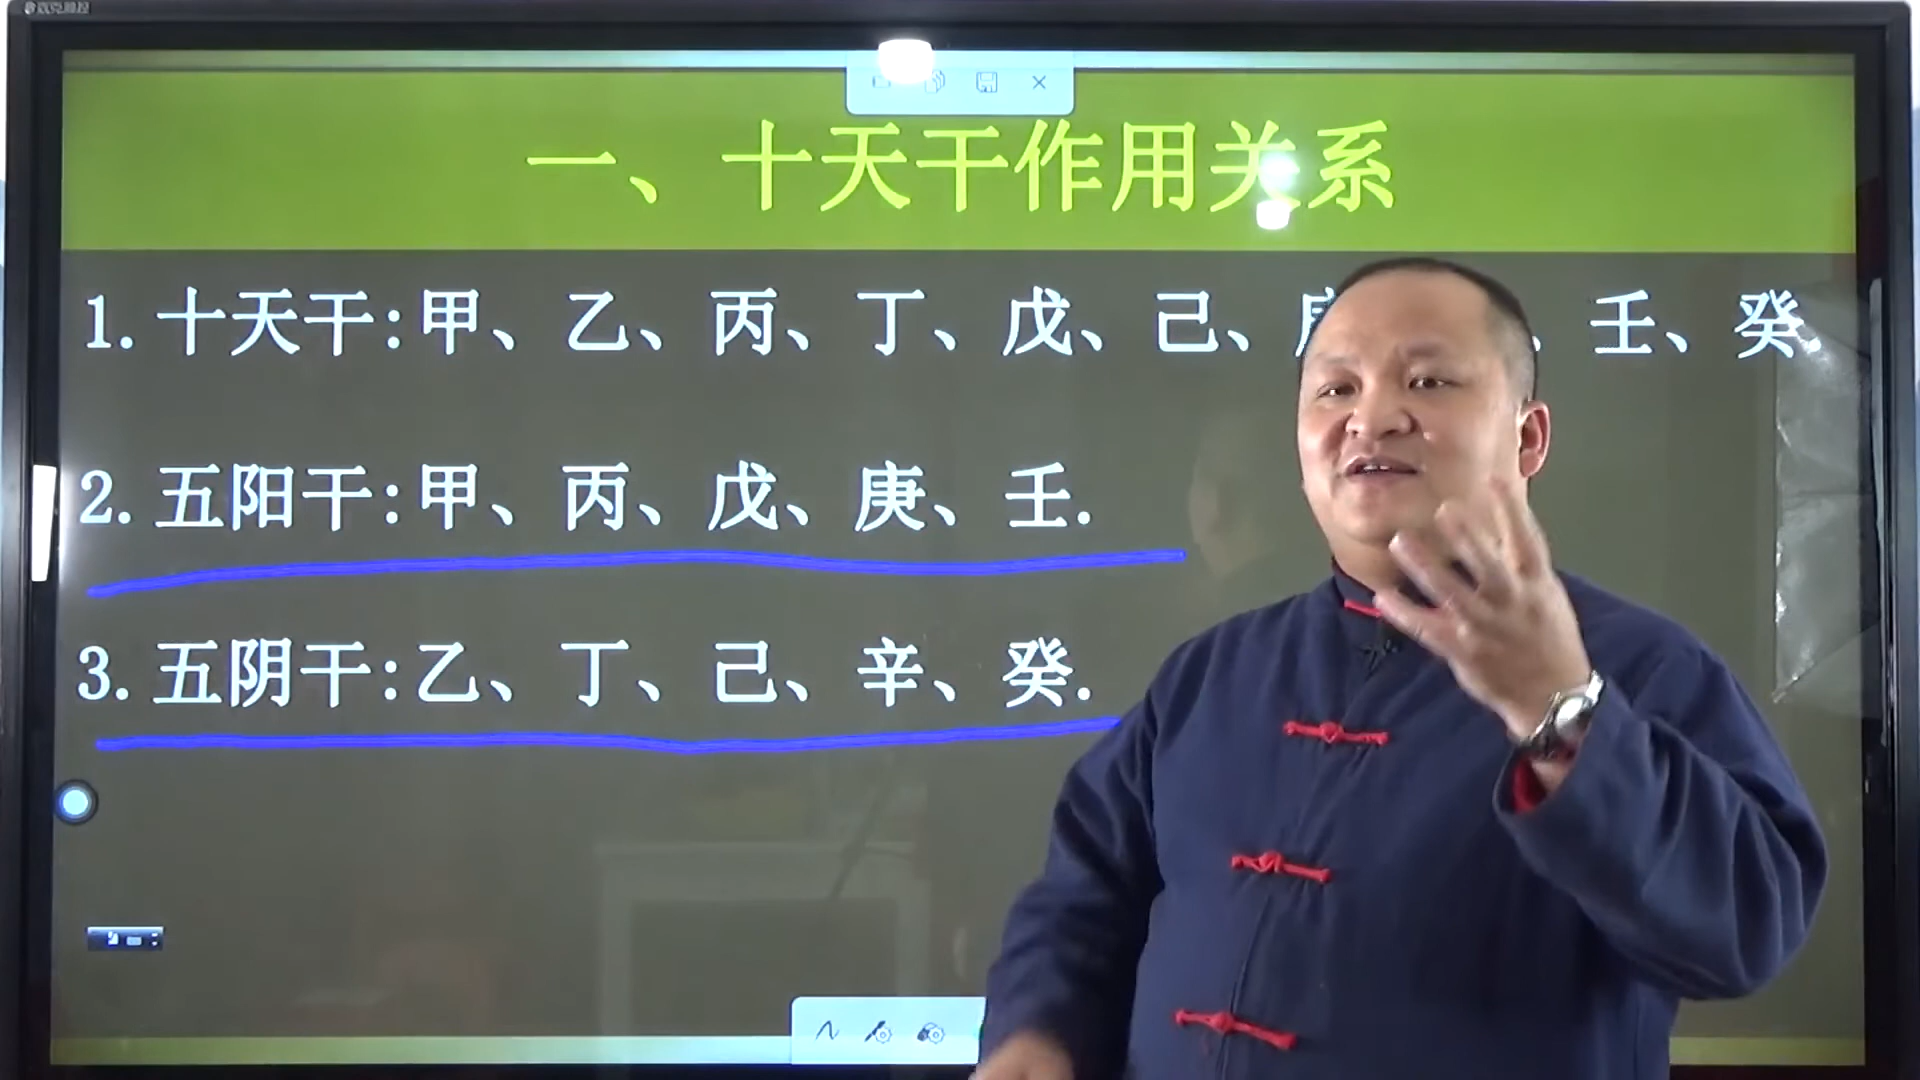 一、十天干作用关系
1. 十天干:甲、乙、丙、丁、戊、己、庚、壬、癸.
2. 五阳干:甲、丙、戊、庚、壬.
3. 五阴干:乙、丁、己、辛、癸.